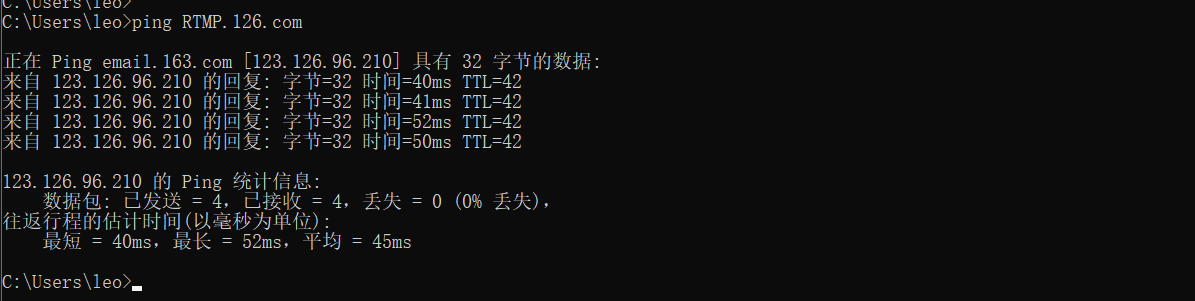 C:\Users\leo>
C:\Users\leo>ping RTMP.126.com
正在 Ping email.163.com [123.126.96.210] 具有 32 字节的数据:
来自 123.126.96.210 的回复: 字节=32 时间=40ms TTL=42
来自 123.126.96.210 的回复: 字节=32 时间=41ms TTL=42
来自 123.126.96.210 的回复: 字节=32 时间=52ms TTL=42
来自 123.126.96.210 的回复: 字节=32 时间=50ms TTL=42
123.126.96.210 的 Ping 统计信息:
数据包: 已发送 = 4，已接收 = 4，丢失 = 0 (0% 丢失)，
往返行程的估计时间(以毫秒为单位):
最短 = 40ms，最长 = 52ms，平均 = 45ms
C:\Users\leo>